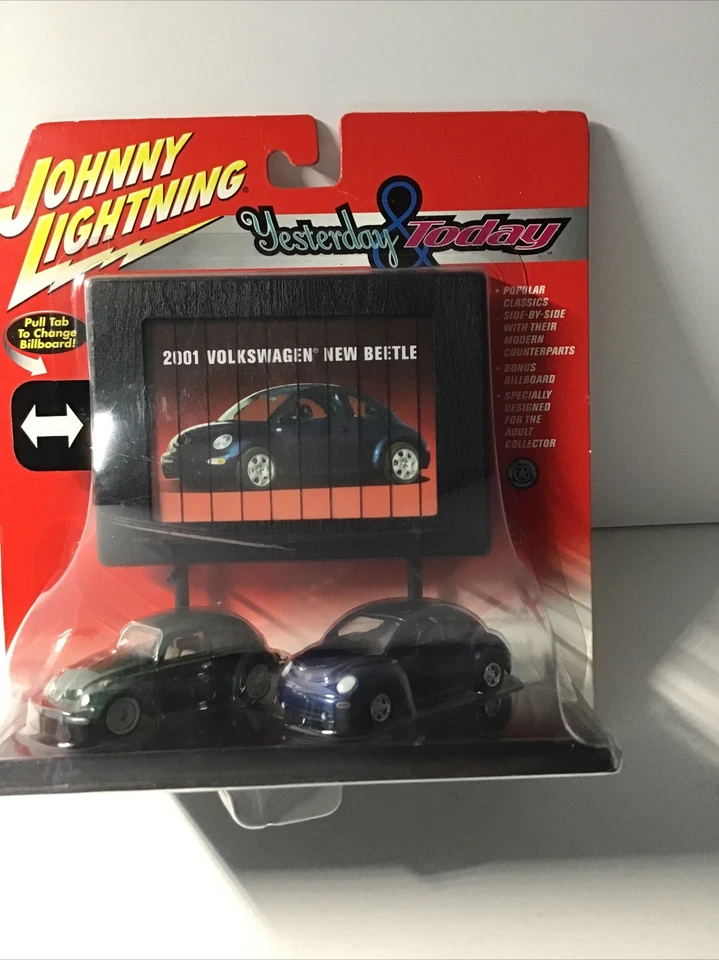 JOHNNY
LIGHTNING®
Yesterday & Today™
Pull Tab
To Change
Billboard!
2001 VOLKSWAGEN® NEW BEETLE
• POPULAR
CLASSICS
SIDE-BY-SIDE
WITH THEIR
MODERN
COUNTERPARTS
• BONUS
BILLBOARD
• SPECIALLY
DESIGNED
FOR THE
ADULT
COLLECTOR